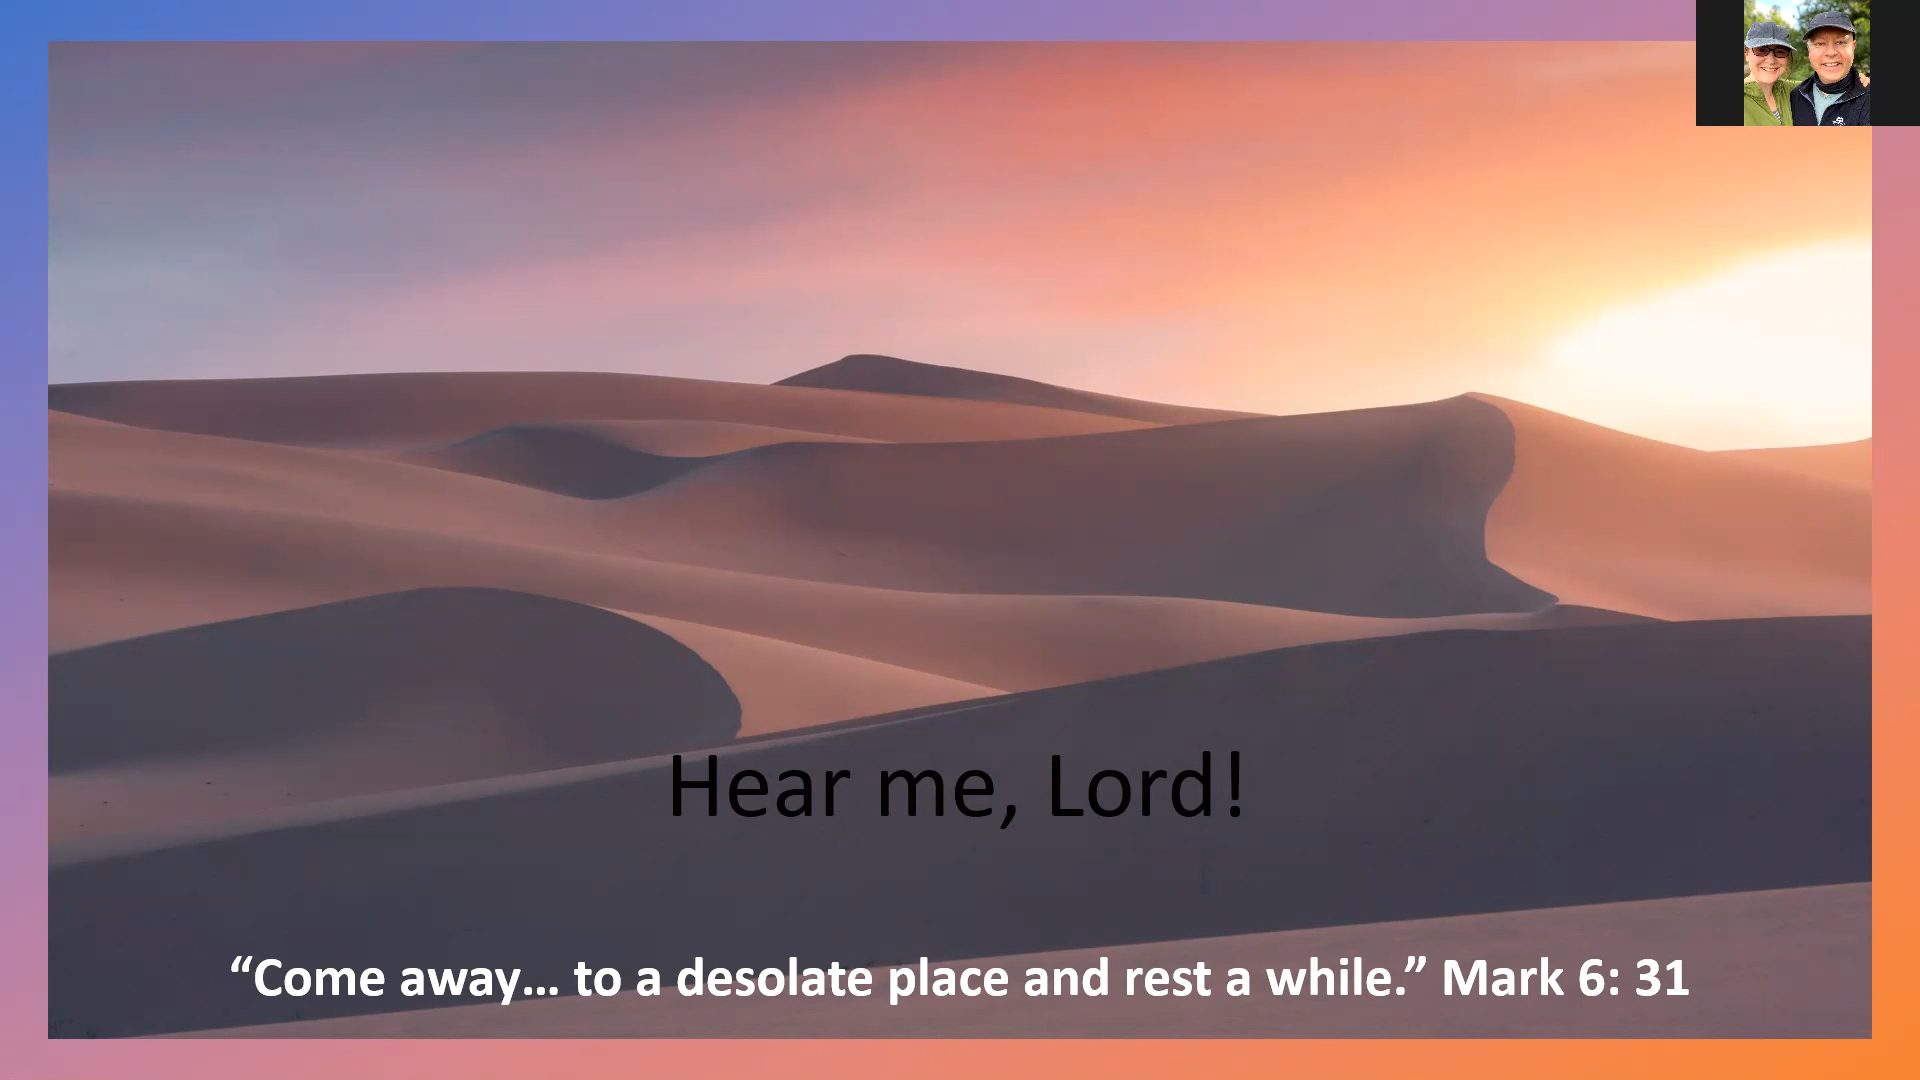 Hear me, Lord!
“Come away... to a desolate place and rest a while.” Mark 6: 31